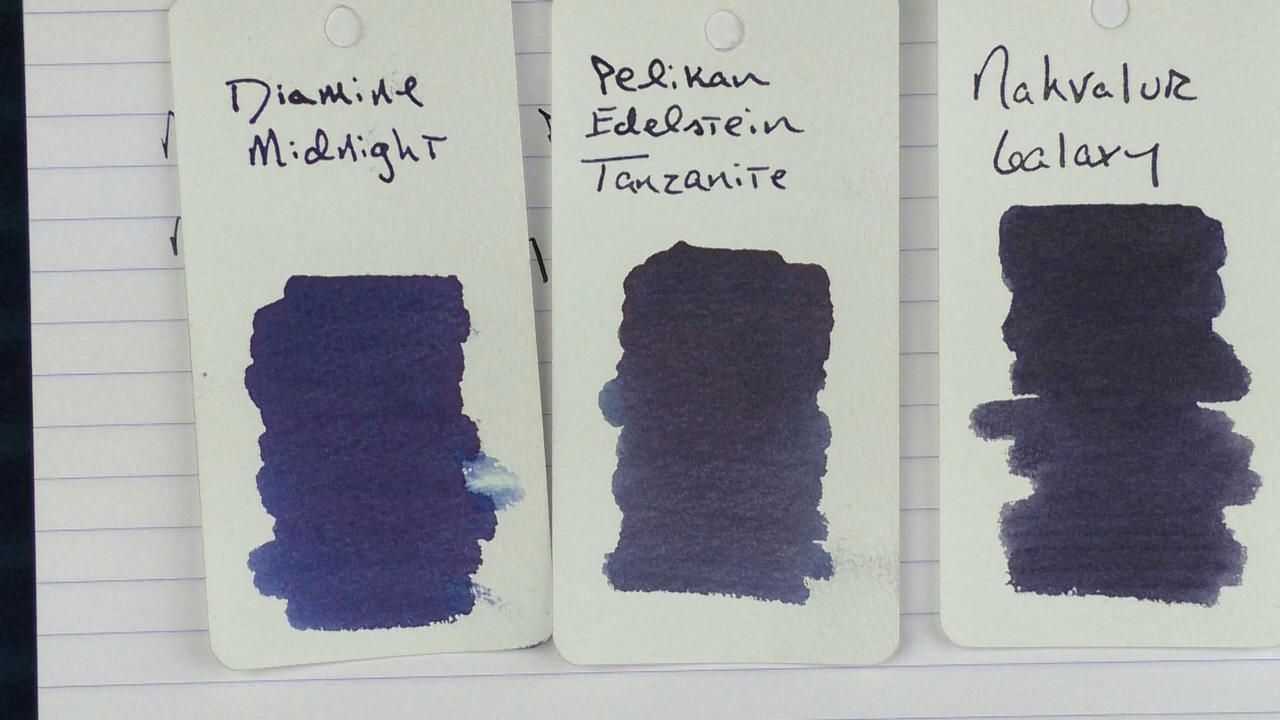 Diamine
Midnight
Pelikan
Edelstein
Tanzanite
Nahvalur
Galaxy